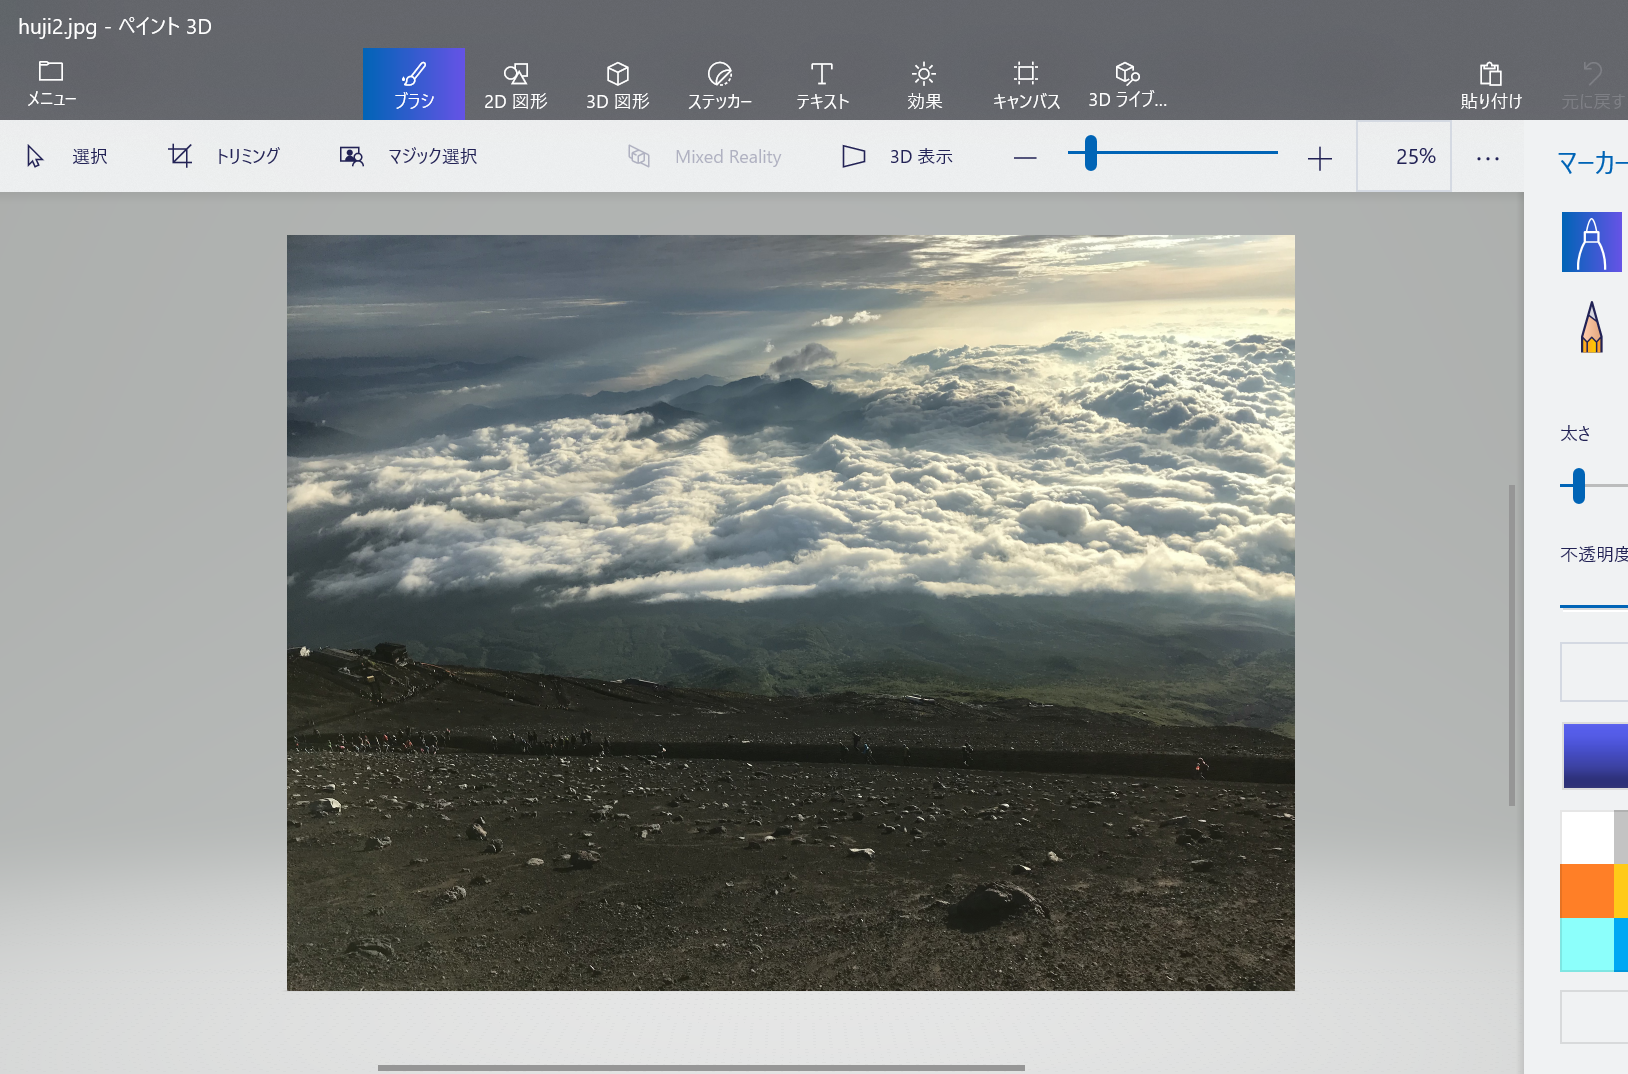 huji2.jpg - ペイント 3D
メニュー
ブラシ
2D 図形
3D 図形
ステッカー
テキスト
効果
キャンバス
3D ライブ...
貼り付け
元に戻す
選択
トリミング
マジック選択
Mixed Reality
3D 表示
25%
マーカー
太さ
不透明度